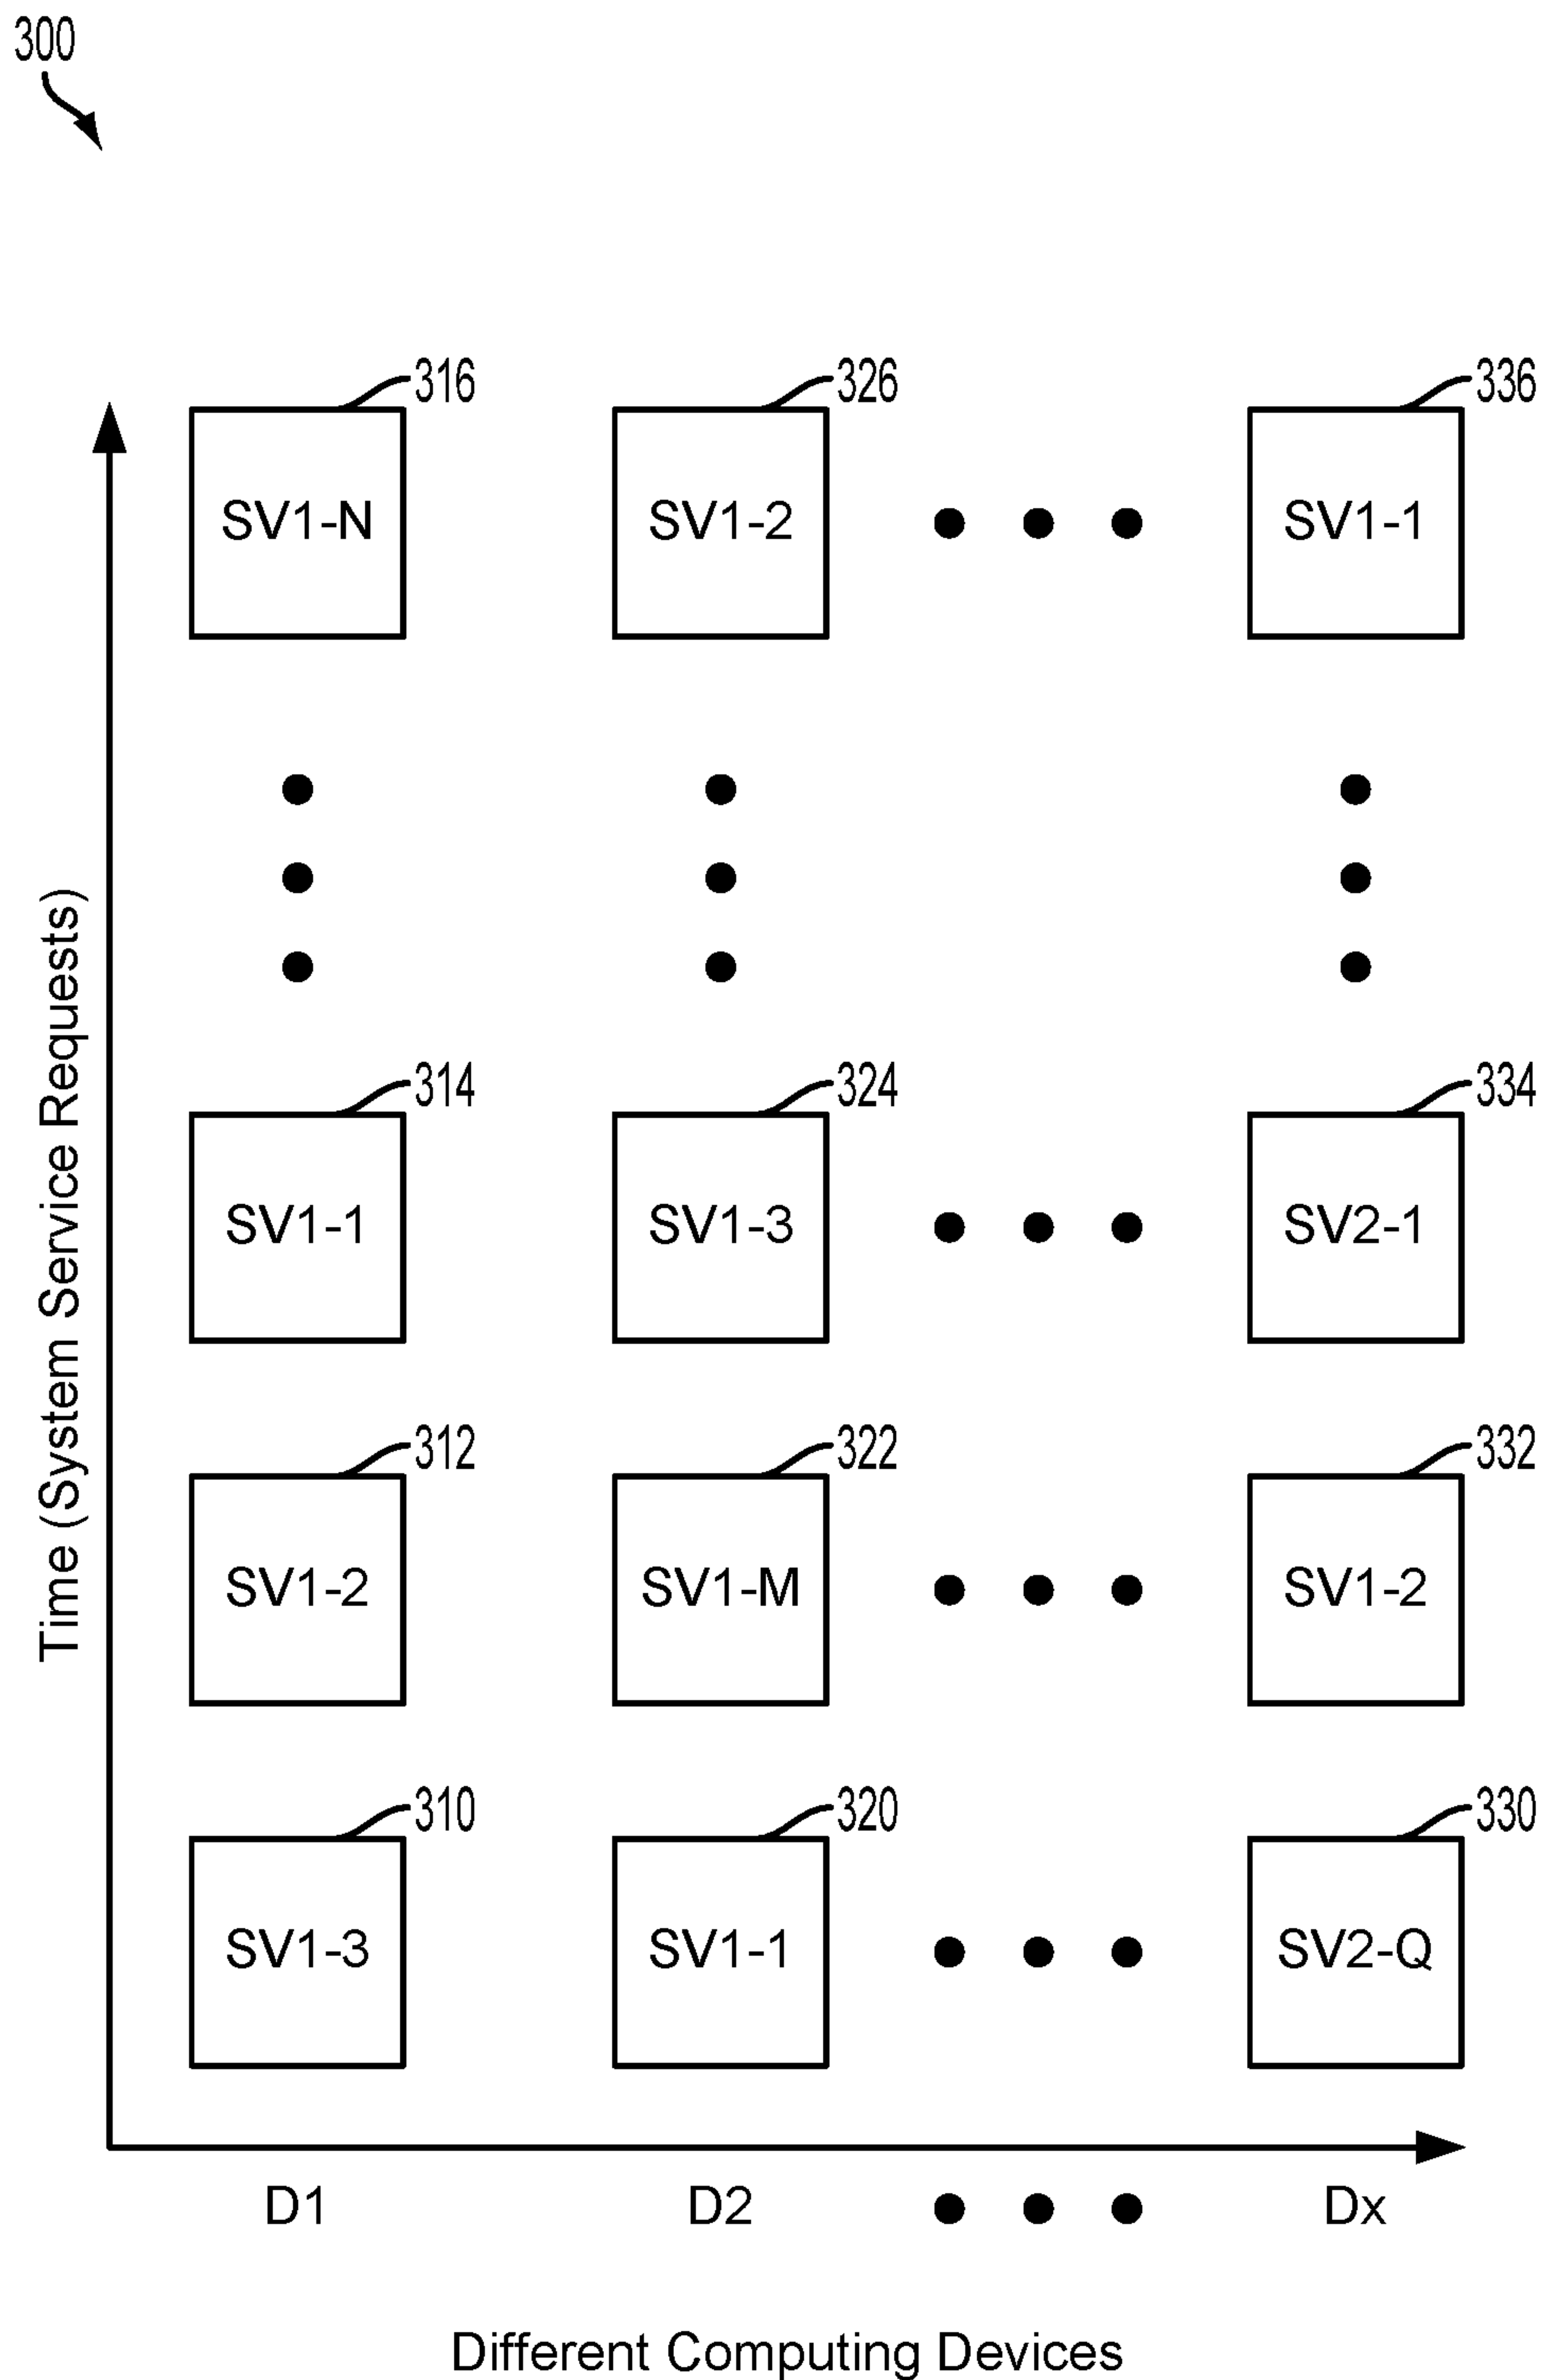 300
316 326 336
SV1-N SV1-2 SV1-1
314 324 334
SV1-1 SV1-3 SV2-1
312 322 332
SV1-2 SV1-M SV1-2
310 320 330
SV1-3 SV1-1 SV2-Q
Time (System Service Requests)
D1 D2 Dx
Different Computing Devices